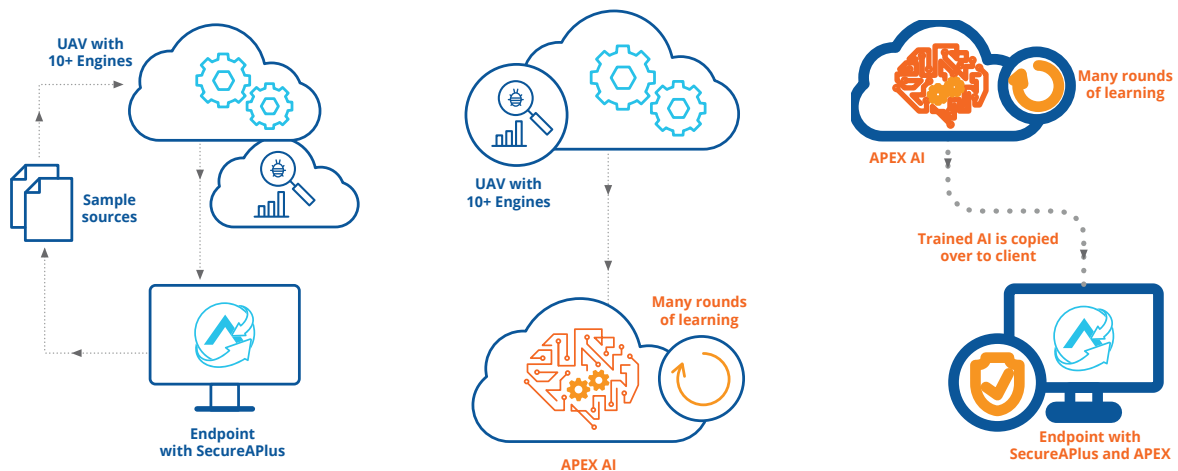 UAV with
10+ Engines
Sample
sources
Endpoint
with SecureAPlus
UAV with
10+ Engines
Many rounds
of learning
APEX AI
Many rounds
of learning
APEX AI
Trained AI is copied
over to client
Endpoint with
SecureAPlus and APEX